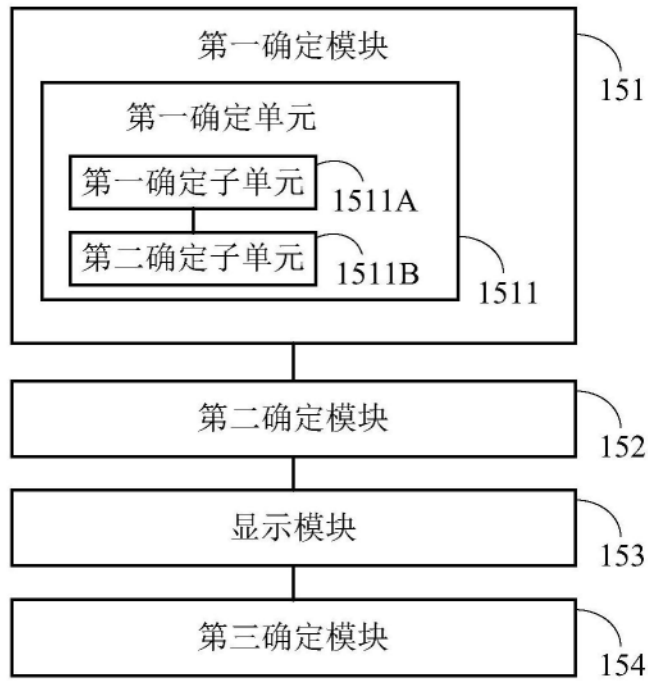 第一确定模块
151
第一确定单元
第一确定子单元
1511A
第二确定子单元
1511B
1511
第二确定模块
152
显示模块
153
第三确定模块
154